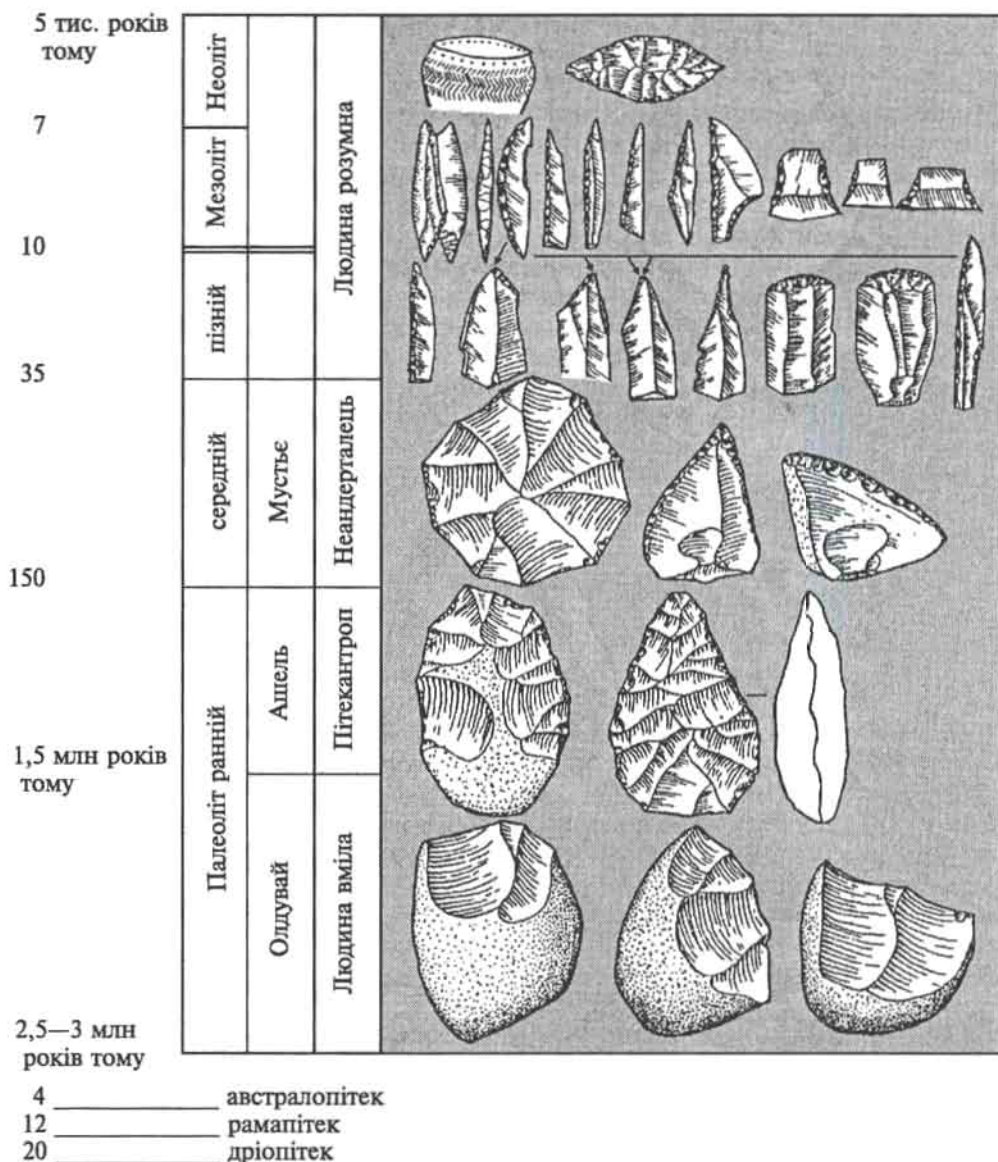 5 тис. років
тому
7
10
35
150
1,5 млн років
тому
2,5—3 млн
років тому
Неоліт
Мезоліт
пізній
середній
Палеоліт ранній
Мустьє
Ашель
Олдувай
Людина розумна
Неандерталець
Пітекантроп
Людина вміла
4 австралопітек
12 рамапітек
20 дріопітек